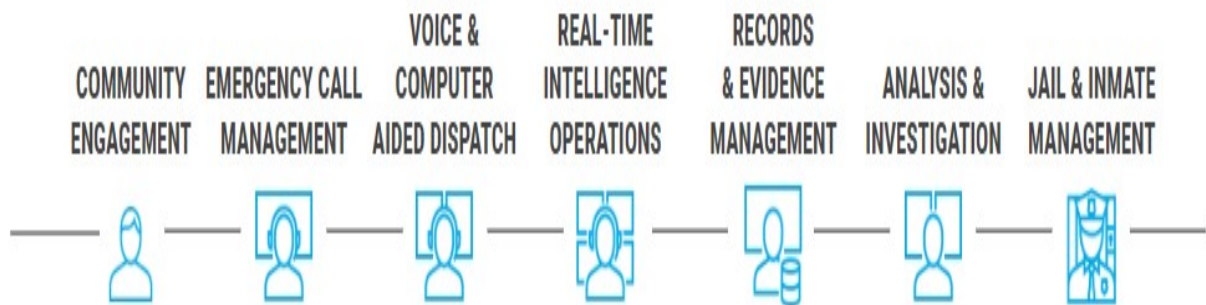 COMMUNITY
ENGAGEMENT
EMERGENCY CALL
MANAGEMENT
VOICE &
COMPUTER
AIDED DISPATCH
REAL-TIME
INTELLIGENCE
OPERATIONS
RECORDS
& EVIDENCE
MANAGEMENT
ANALYSIS &
INVESTIGATION
JAIL & INMATE
MANAGEMENT